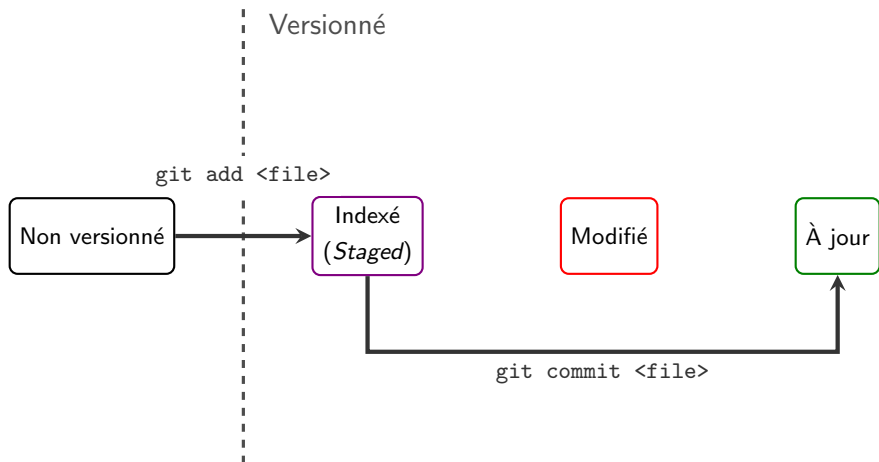 Versionné
git add <file>
Non versionné
Indexé
(Staged)
Modifié
À jour
git commit <file>